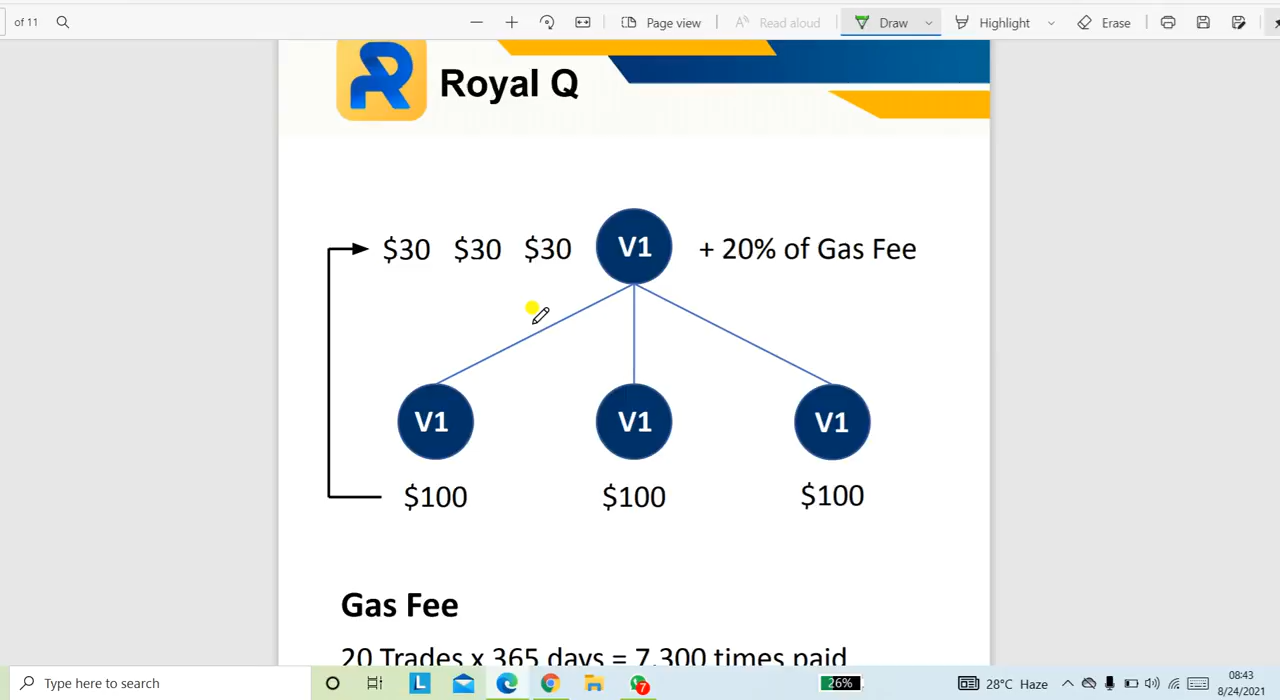 of 11
Page view
Read aloud
Draw
Highlight
Erase
Royal Q
$30 $30 $30 V1 + 20% of Gas Fee
V1 V1 V1
$100 $100 $100
Gas Fee
20 Trades x 365 days = 7,300 times paid
Type here to search
L
7
26%
28°C Haze
08:43
8/24/2021